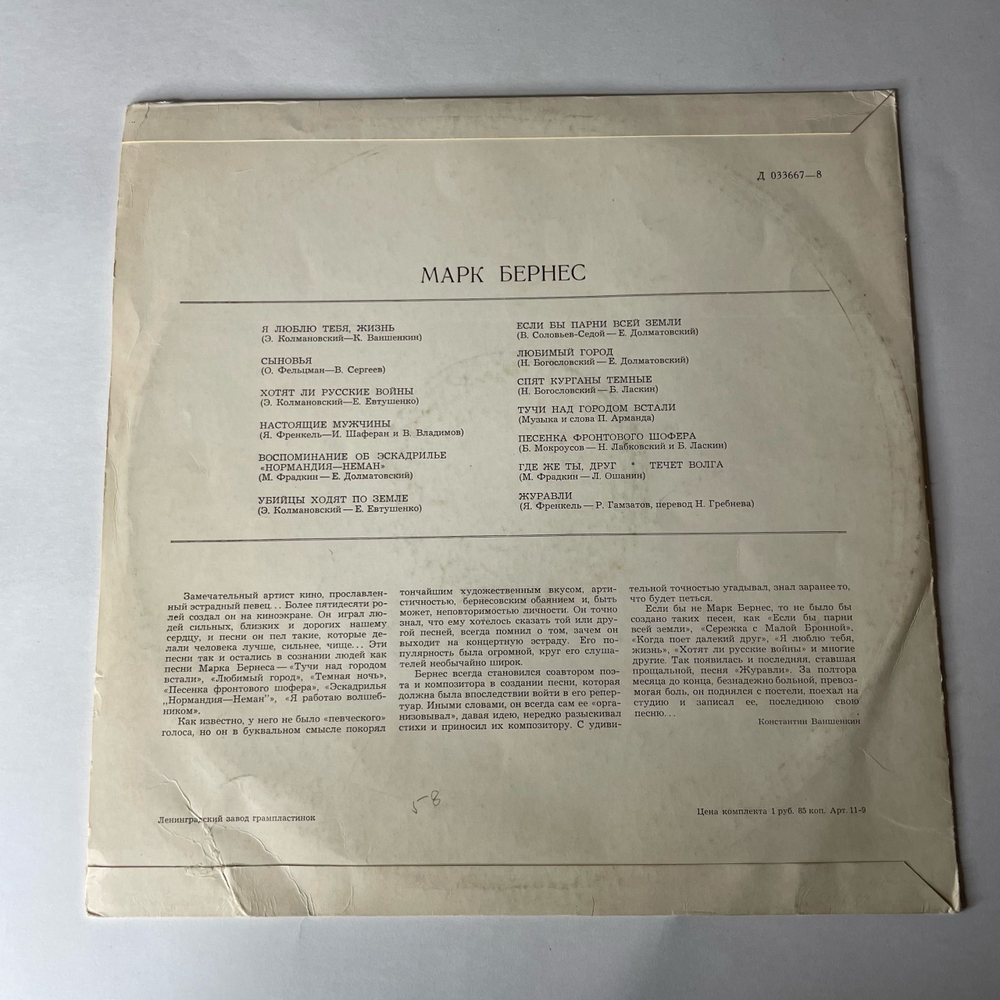 Д 033667—8
МАРК БЕРНЕС
Я ЛЮБЛЮ ТЕБЯ, ЖИЗНЬ
(Э. Колмановский—К. Ваншенкин)
СЫНОВЬЯ
(О. Фельцман—В. Сергеев)
ХОТЯТ ЛИ РУССКИЕ ВОЙНЫ
(Э. Колмановский—Е. Евтушенко)
НАСТОЯЩИЕ МУЖЧИНЫ
(Я. Френкель—И. Шаферан и В. Владимов)
ВОСПОМИНАНИЕ ОБ ЭСКАДРИЛЬЕ
«НОРМАНДИЯ—НЕМАН»
(М. Фрадкин — Е. Долматовский)
УБИЙЦЫ ХОДЯТ ПО ЗЕМЛЕ
(Э. Колмановский — Е. Евтушенко)
ЕСЛИ БЫ ПАРНИ ВСЕЙ ЗЕМЛИ
(В. Соловьев-Седой — Е. Долматовский)
ЛЮБИМЫЙ ГОРОД
(Н. Богословский — Е. Долматовский)
СПЯТ КУРГАНЫ ТЕМНЫЕ
(Н. Богословский — Б. Ласкин)
ТУЧИ НАД ГОРОДОМ ВСТАЛИ
(Музыка и слова П. Арманда)
ПЕСЕНКА ФРОНТОВОГО ШОФЕРА
(Б. Мокроусов — Н. Лабковский и Б. Ласкин)
ГДЕ ЖЕ ТЫ, ДРУГ * ТЕЧЕТ ВОЛГА
(М. Фрадкин — Л. Ошанин)
ЖУРАВЛИ
(Я. Френкель — Р. Гамзатов, перевод Н. Гребнева)
Замечательный артист кино, прославлен-
ный эстрадный певец... Более пятидесяти ро-
лей создал он на киноэкране. Он играл лю-
дей сильных, близких и дорогих нашему
сердцу, и песни он пел такие, которые де-
лали человека лучше, сильнее, чище... Эти
песни так и остались в сознании людей как
песни Марка Бернеса — «Тучи над городом
встали», «Любимый город», «Темная ночь»,
«Песенка фронтового шофера», «Эскадрилья
„Нормандия—Неман"», «Я работаю волшеб-
ником».
Как известно, у него не было «певческого»
голоса, но он в буквальном смысле покорял
тончайшим художественным вкусом, арти-
стичностью, бернесовским обаянием и, быть
может, неповторимостью личности. Он точно
знал, что ему хотелось сказать той или дру-
гой песней, всегда помнил о том, зачем он
выходит на концертную эстраду. Его по-
пулярность была огромной, круг его слуша-
телей необычайно широк.
Бернес всегда становился соавтором поэ-
та и композитора в создании песни, которая
должна была впоследствии войти в его репер-
туар. Иными словами, он всегда сам ее «орга-
низовывал», давая идею, нередко разыскивал
стихи и приносил их композитору. С удиви-
тельной точностью угадывал, знал заранее то,
что будет петься.
Если бы не Марк Бернес, то не было бы
создано таких песен, как «Если бы парни
всей земли», «Сережка с Малой Бронной»,
«Когда поет далекий друг», «Я люблю тебя,
жизнь», «Хотят ли русские войны» и многие
другие. Так появилась и последняя, ставшая
прощальной, песня «Журавли». За полтора
месяца до конца, безнадежно больной, превоз-
могая боль, он поднялся с постели, поехал на
студию и записал ее, последнюю свою
песню...
Константин Ваншенкин
58
Ленинградский завод грампластинок
Цена комплекта 1 руб. 85 коп. Арт. 11-9